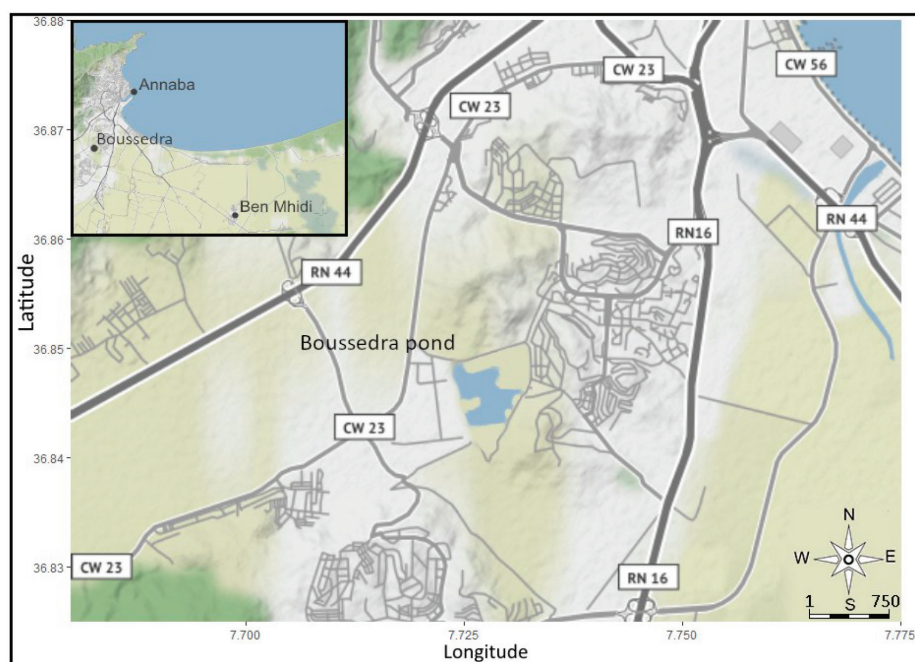 36.88
36.87
36.86
36.85
36.84
36.83
Latitude
Annaba
Boussedra
Ben Mhidi
CW 23
CW 56
CW 23
RN 44
RN16
RN 44
Boussedra pond
CW 23
CW 23
RN 16
N
W
E
S
1 750
7.700
7.725
7.750
7.775
Longitude